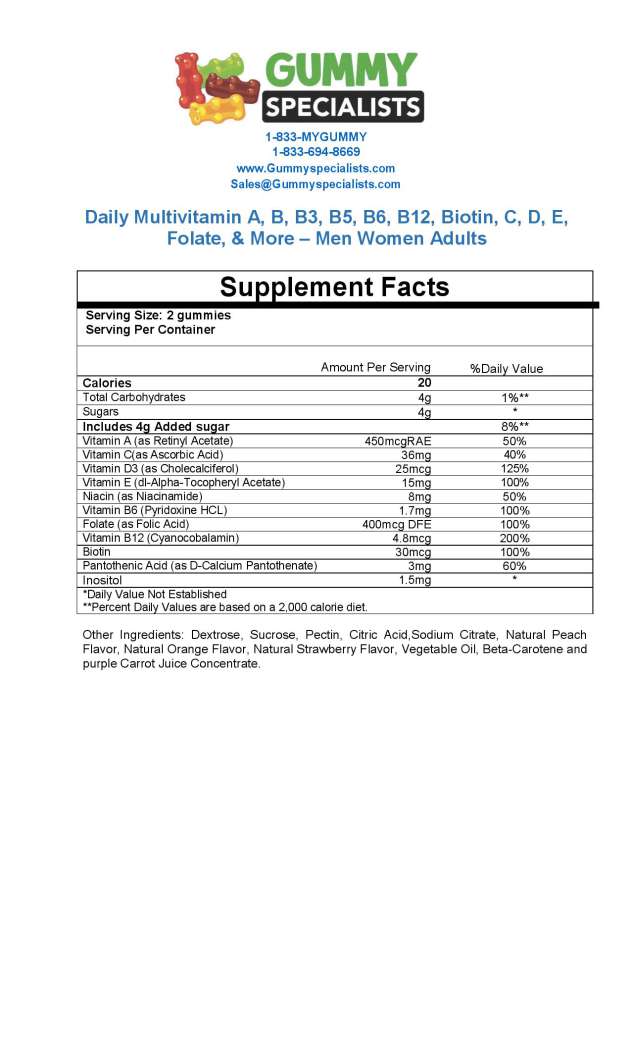 GUMMY
SPECIALISTS
1-833-MYGUMMY
1-833-694-8669
www.Gummyspecialists.com
Sales@Gummyspecialists.com
Daily Multivitamin A, B, B3, B5, B6, B12, Biotin, C, D, E,
Folate, & More – Men Women Adults
Supplement Facts
Serving Size: 2 gummies
Serving Per Container
Amount Per Serving %Daily Value
Calories 20
Total Carbohydrates 4g 1%**
Sugars 4g *
Includes 4g Added sugar 8%**
Vitamin A (as Retinyl Acetate) 450mcgRAE 50%
Vitamin C(as Ascorbic Acid) 36mg 40%
Vitamin D3 (as Cholecalciferol) 25mcg 125%
Vitamin E (dl-Alpha-Tocopheryl Acetate) 15mg 100%
Niacin (as Niacinamide) 8mg 50%
Vitamin B6 (Pyridoxine HCL) 1.7mg 100%
Folate (as Folic Acid) 400mcg DFE 100%
Vitamin B12 (Cyanocobalamin) 4.8mcg 200%
Biotin 30mcg 100%
Pantothenic Acid (as D-Calcium Pantothenate) 3mg 60%
Inositol 1.5mg *
*Daily Value Not Established
**Percent Daily Values are based on a 2,000 calorie diet.
Other Ingredients: Dextrose, Sucrose, Pectin, Citric Acid,Sodium Citrate, Natural Peach
Flavor, Natural Orange Flavor, Natural Strawberry Flavor, Vegetable Oil, Beta-Carotene and
purple Carrot Juice Concentrate.